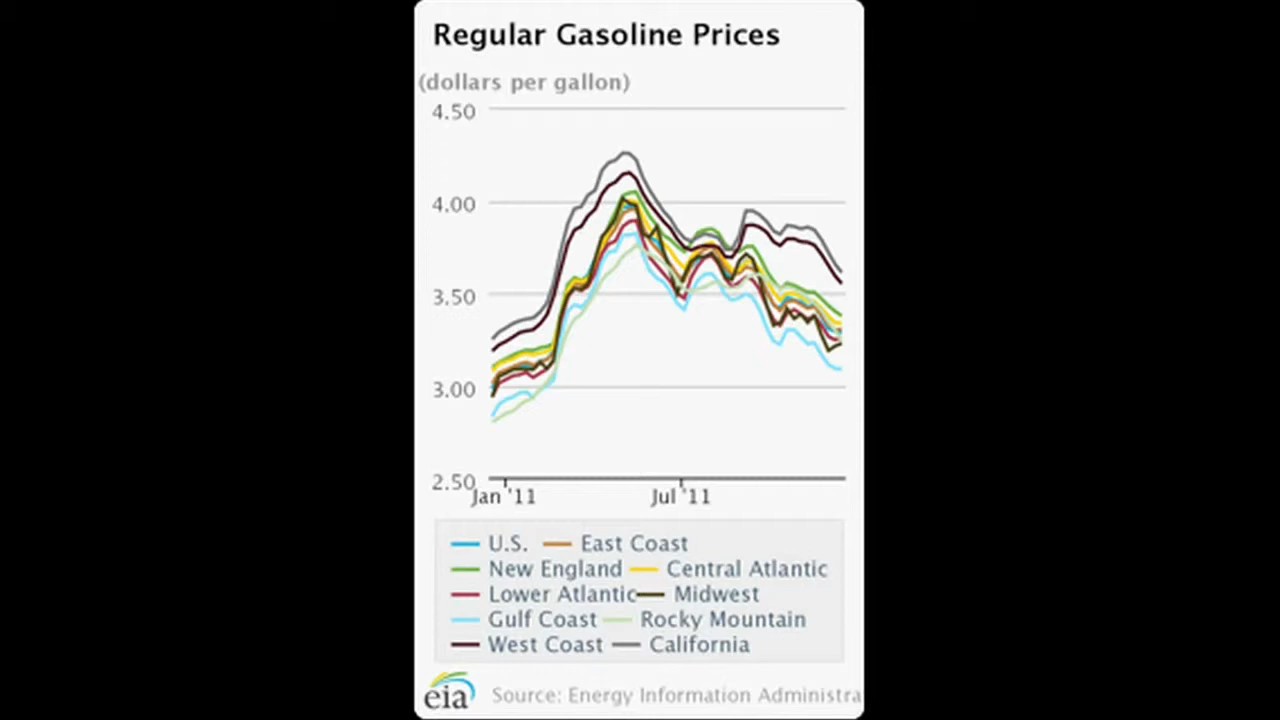 Regular Gasoline Prices
(dollars per gallon)
4.50
4.00
3.50
3.00
2.50
Jan '11 Jul '11
U.S. East Coast
New England Central Atlantic
Lower Atlantic Midwest
Gulf Coast Rocky Mountain
West Coast California
eia Source: Energy Information Administra